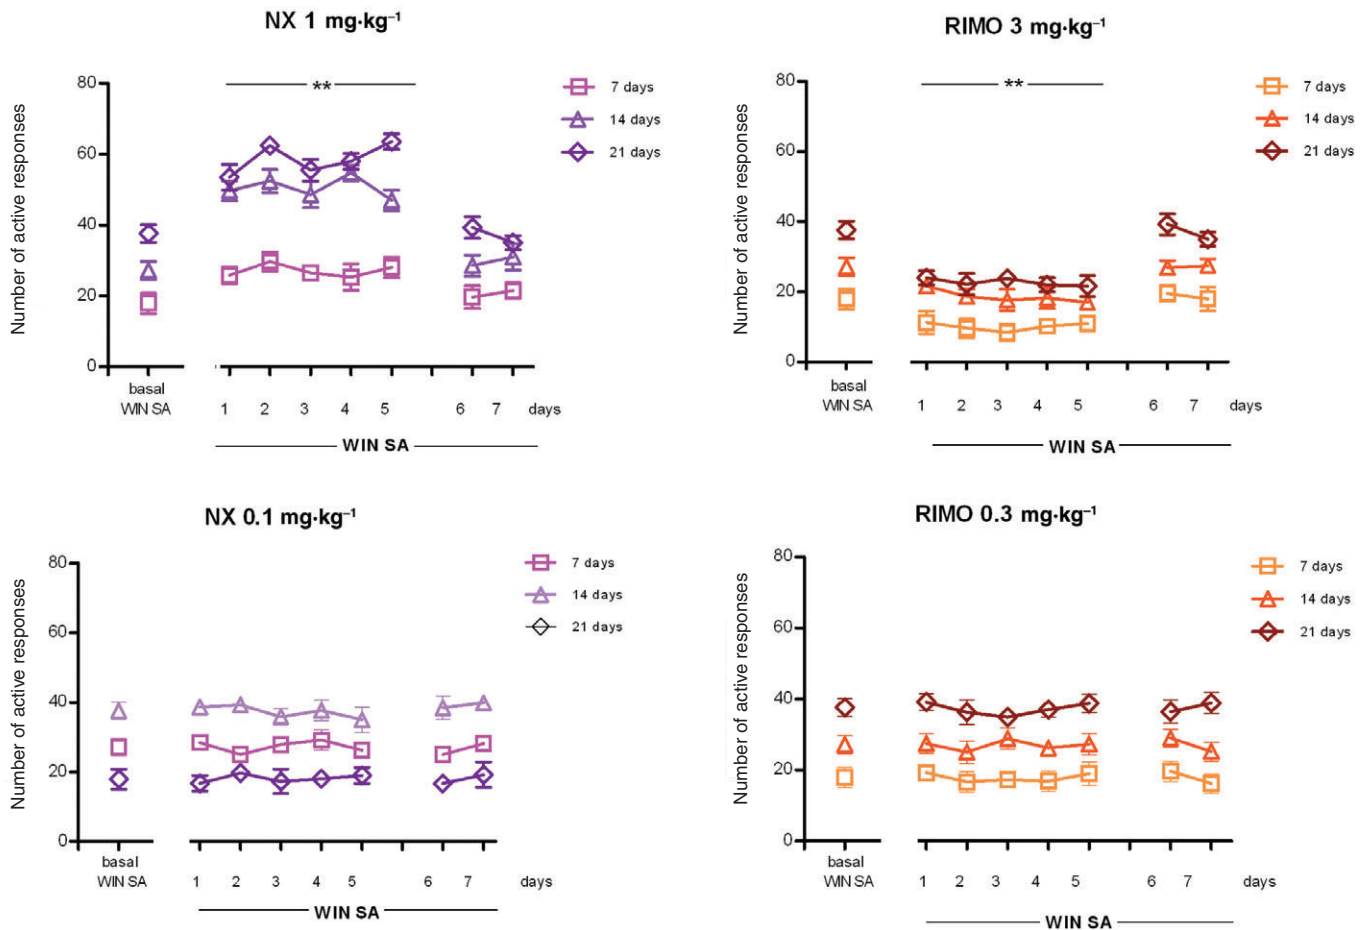 NX 1 mg·kg⁻¹
Number of active responses
80
60
40
20
0
**
7 days
14 days
21 days
basal
WIN SA
1 2 3 4 5 6 7 days
WIN SA
RIMO 3 mg·kg⁻¹
Number of active responses
80
60
40
20
0
**
7 days
14 days
21 days
basal
WIN SA
1 2 3 4 5 6 7 days
WIN SA
NX 0.1 mg·kg⁻¹
Number of active responses
80
60
40
20
0
7 days
14 days
21 days
basal
WIN SA
1 2 3 4 5 6 7 days
WIN SA
RIMO 0.3 mg·kg⁻¹
Number of active responses
80
60
40
20
0
7 days
14 days
21 days
basal
WIN SA
1 2 3 4 5 6 7 days
WIN SA